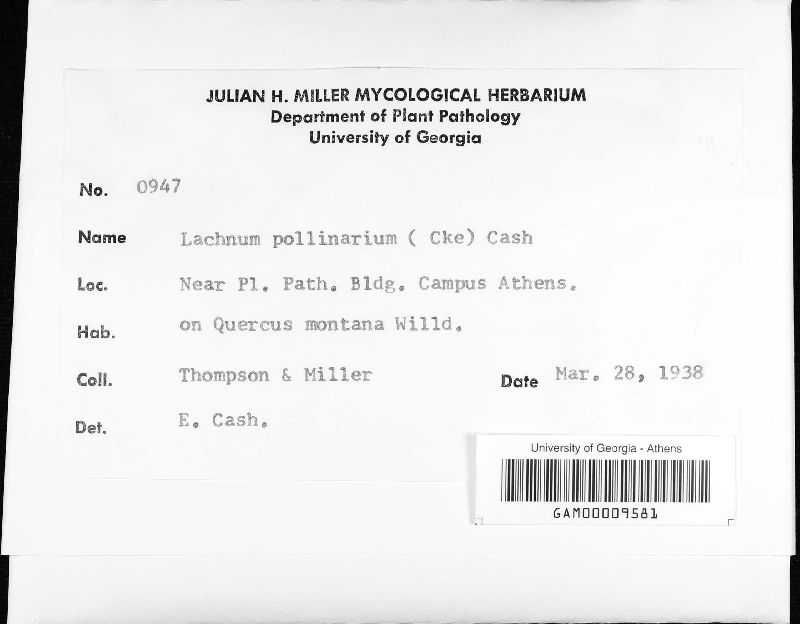 JULIAN H. MILLER MYCOLOGICAL HERBARIUM
Department of Plant Pathology
University of Georgia
No. 0947
Name Lachnum pollinarium ( Cke) Cash
Loc. Near Pl. Path. Bldg. Campus Athens.
Hab. on Quercus montana Willd.
Coll. Thompson & Miller Date Mar. 28, 1938
Det. E. Cash.
University of Georgia - Athens
GAM00009581